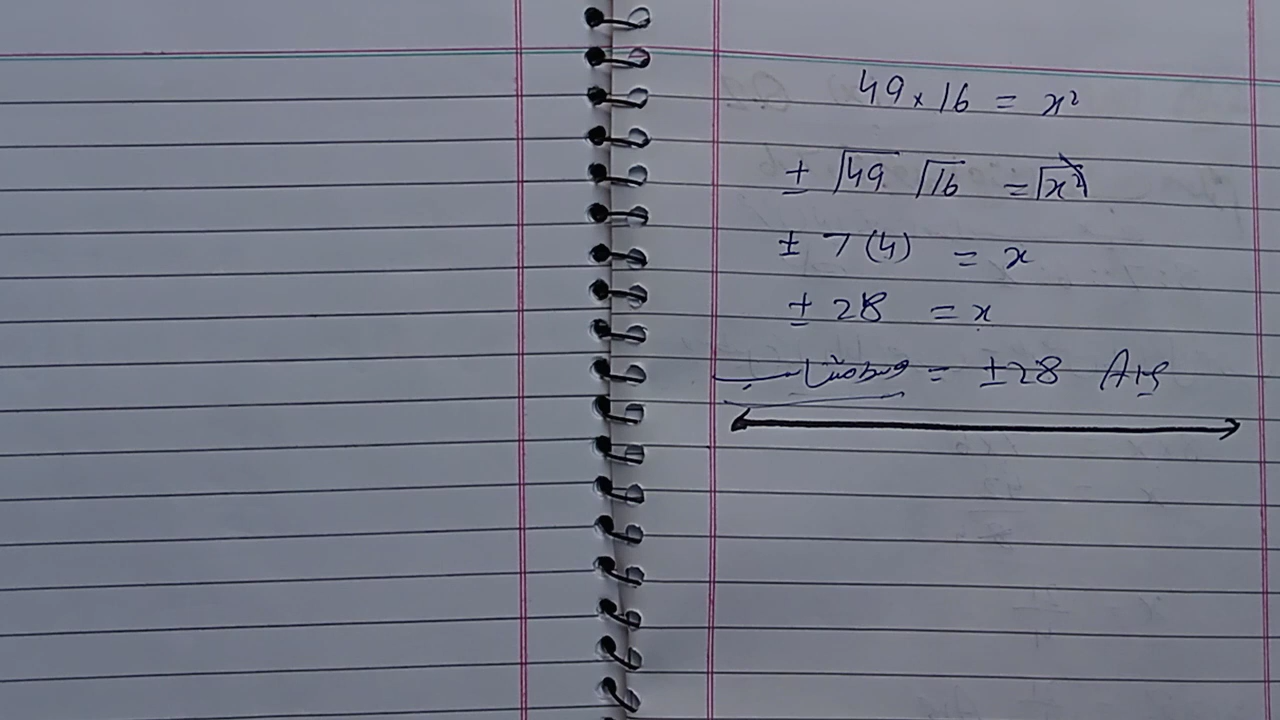 49 × 16 = x²
± √49 √16 = √x²
± 7 (4) = x
± 28 = x
وسط متناسب = ±28 Ans